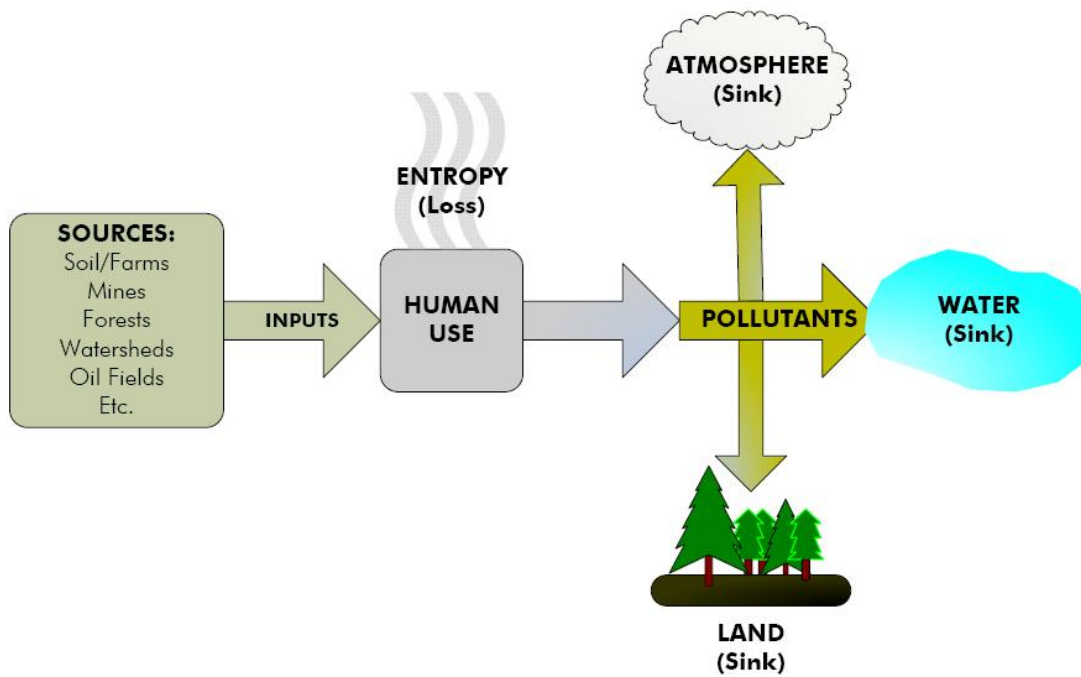 SOURCES:
Soil/Farms
Mines
Forests
Watersheds
Oil Fields
Etc.
INPUTS
ENTROPY
(Loss)
HUMAN
USE
POLLUTANTS
ATMOSPHERE
(Sink)
WATER
(Sink)
LAND
(Sink)